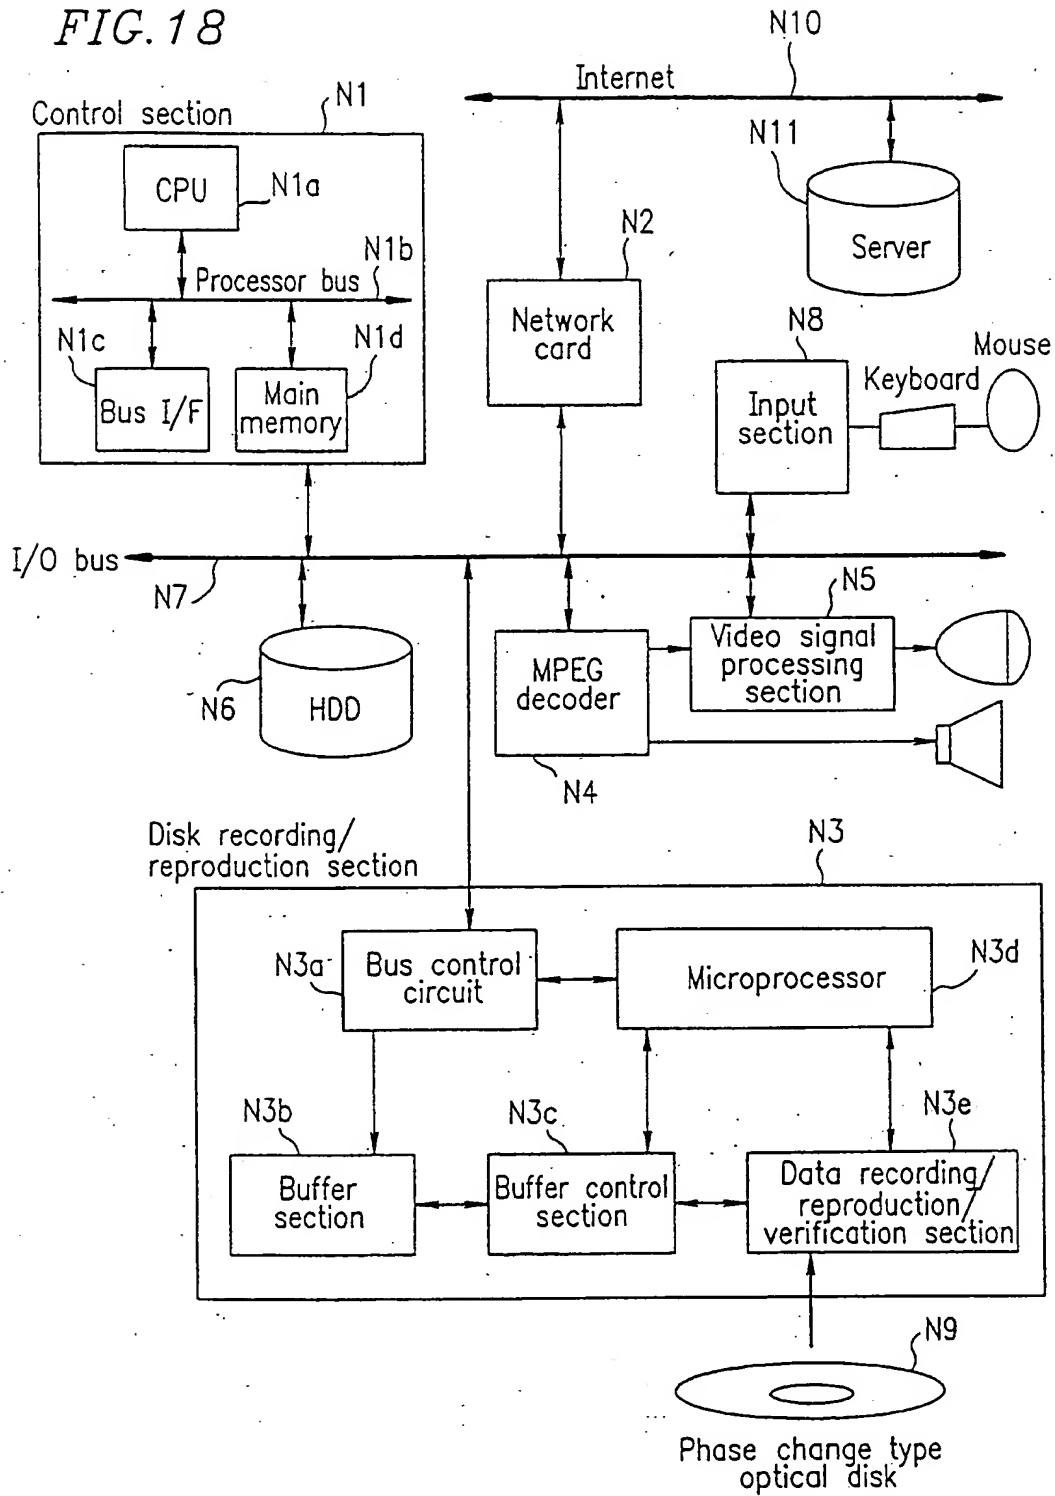 FIG.18
N10
Internet
N1
Control section
N11
CPU
N1a
N2
Server
N1b
Processor bus
Network
card
N8
N1c
N1d
Mouse
Keyboard
Bus I/F
Main
memory
Input
section
I/O bus
N7
N5
Video signal
processing
section
MPEG
decoder
N6
HDD
N4
Disk recording/
reproduction section
N3
N3a
Bus control
circuit
Microprocessor
N3d
N3b
N3c
N3e
Buffer
section
Buffer control
section
Data recording/
reproduction/
verification section
N9
Phase change type
optical disk